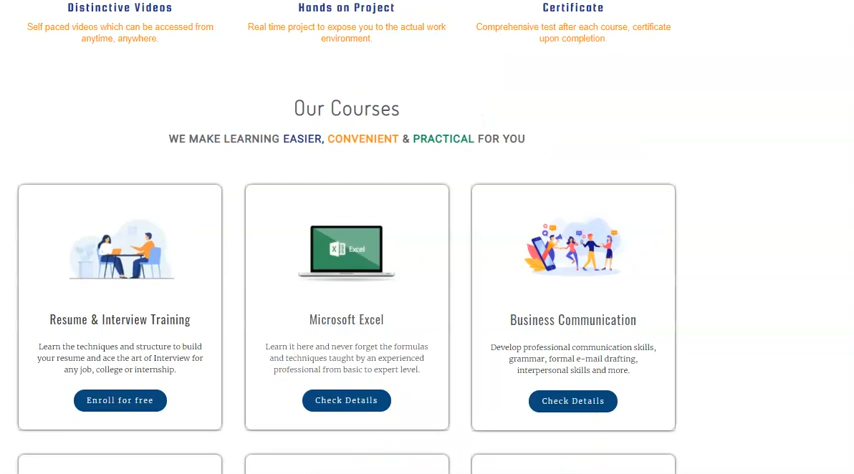 Distinctive Videos
Self paced videos which can be accessed from
anytime, anywhere.
Hands on Project
Real time project to expose you to the actual work
environment.
Certificate
Comprehensive test after each course, certificate
upon completion
Our Courses
WE MAKE LEARNING EASIER, CONVENIENT & PRACTICAL FOR YOU
Resume & Interview Training
Learn the techniques and structure to build
your resume and ace the art of Interview for
any job, college or internship.
Enroll for free
Excel
Microsoft Excel
Learn it here and never forget the formulas
and techniques taught by an experienced
professional from basic to expert level.
Check Details
Business Communication
Develop professional communication skills,
grammar, formal e-mail drafting,
interpersonal skills and more.
Check Details